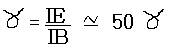 γ = IE/IB ≃ 50 γ